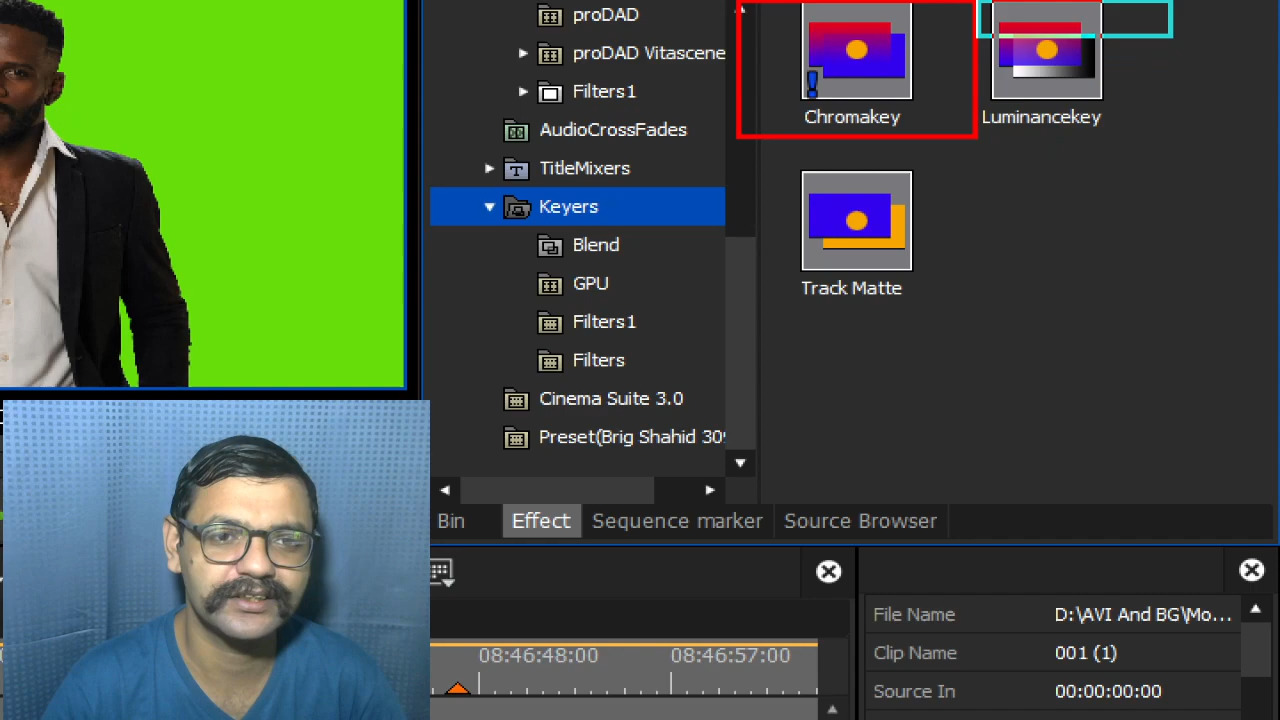 proDAD
proDAD Vitascene
Filters1
AudioCrossFades
TitleMixers
Keyers
Blend
GPU
Filters1
Filters
Cinema Suite 3.0
Preset(Brig Shahid 309
Chromakey
Luminancekey
Track Matte
Bin
Effect
Sequence marker
Source Browser
08:46:48:00
08:46:57:00
File Name D:\AVI And BG\Mo...
Clip Name 001 (1)
Source In 00:00:00:00